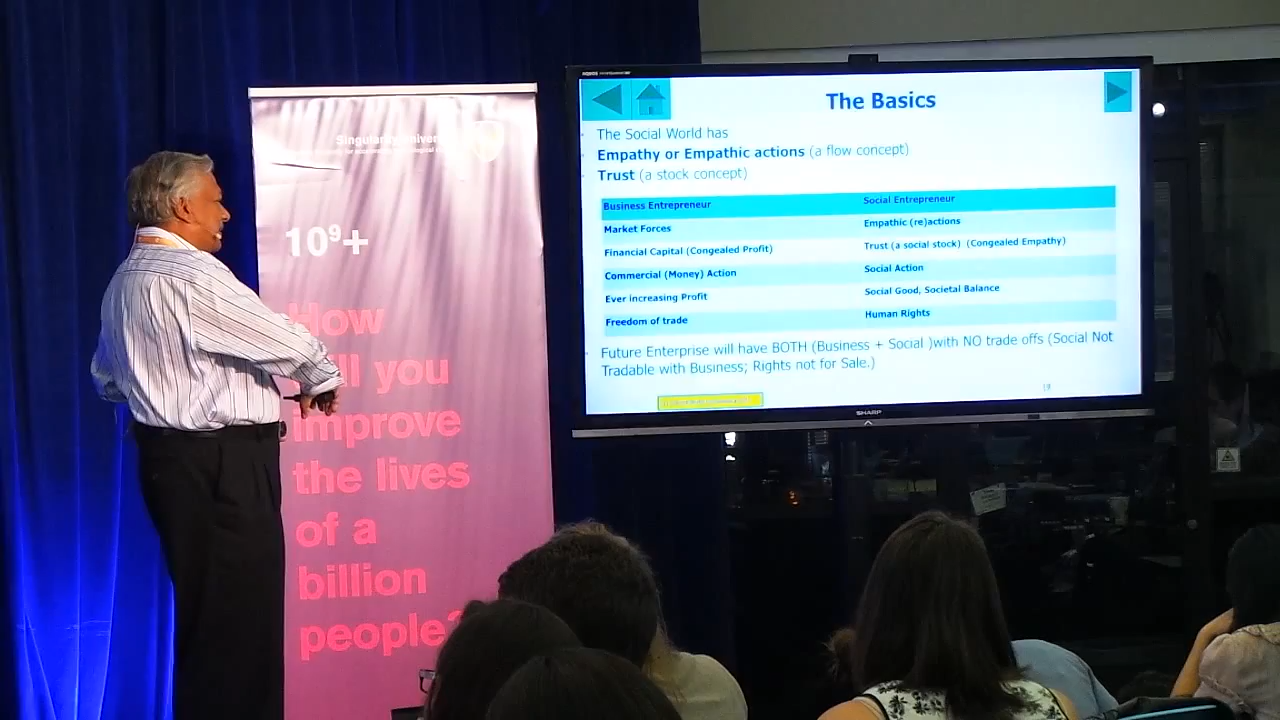 Singularity Univer
10⁹+
How
will you
improve
the lives
of a
billion
people?
The Basics
The Social World has
Empathy or Empathic actions (a flow concept)
Trust (a stock concept)
Business Entrepreneur Social Entrepreneur
Market Forces Empathic (re)actions
Financial Capital (Congealed Profit) Trust (a social stock) (Congealed Empathy)
Commercial (Money) Action Social Action
Ever increasing Profit Social Good, Societal Balance
Freedom of trade Human Rights
Future Enterprise will have BOTH (Business + Social )with NO trade offs (Social Not
Tradable with Business; Rights not for Sale.)
SHARP